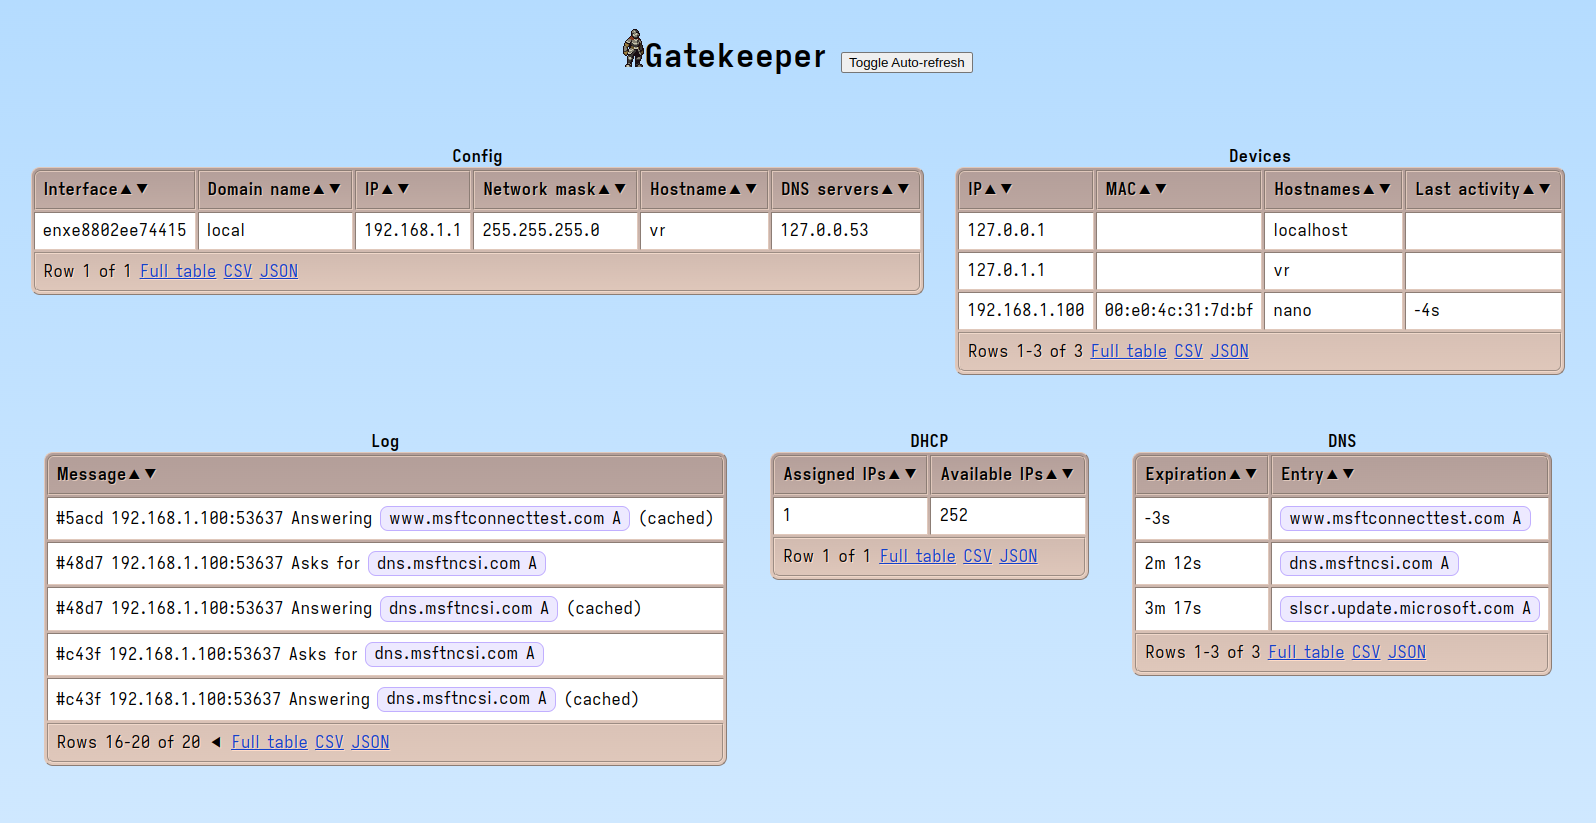 Gatekeeper Toggle Auto-refresh
Config
Interface▲▼ Domain name▲▼ IP▲▼ Network mask▲▼ Hostname▲▼ DNS servers▲▼
enxe8802ee74415 local 192.168.1.1 255.255.255.0 vr 127.0.0.53
Row 1 of 1 Full table CSV JSON
Devices
IP▲▼ MAC▲▼ Hostnames▲▼ Last activity▲▼
127.0.0.1 localhost
127.0.1.1 vr
192.168.1.100 00:e0:4c:31:7d:bf nano -4s
Rows 1-3 of 3 Full table CSV JSON
Log
Message▲▼
#5acd 192.168.1.100:53637 Answering www.msftconnecttest.com A (cached)
#48d7 192.168.1.100:53637 Asks for dns.msftncsi.com A
#48d7 192.168.1.100:53637 Answering dns.msftncsi.com A (cached)
#c43f 192.168.1.100:53637 Asks for dns.msftncsi.com A
#c43f 192.168.1.100:53637 Answering dns.msftncsi.com A (cached)
Rows 16-20 of 20 ◀ Full table CSV JSON
DHCP
Assigned IPs▲▼ Available IPs▲▼
1 252
Row 1 of 1 Full table CSV JSON
DNS
Expiration▲▼ Entry▲▼
-3s www.msftconnecttest.com A
2m 12s dns.msftncsi.com A
3m 17s slscr.update.microsoft.com A
Rows 1-3 of 3 Full table CSV JSON